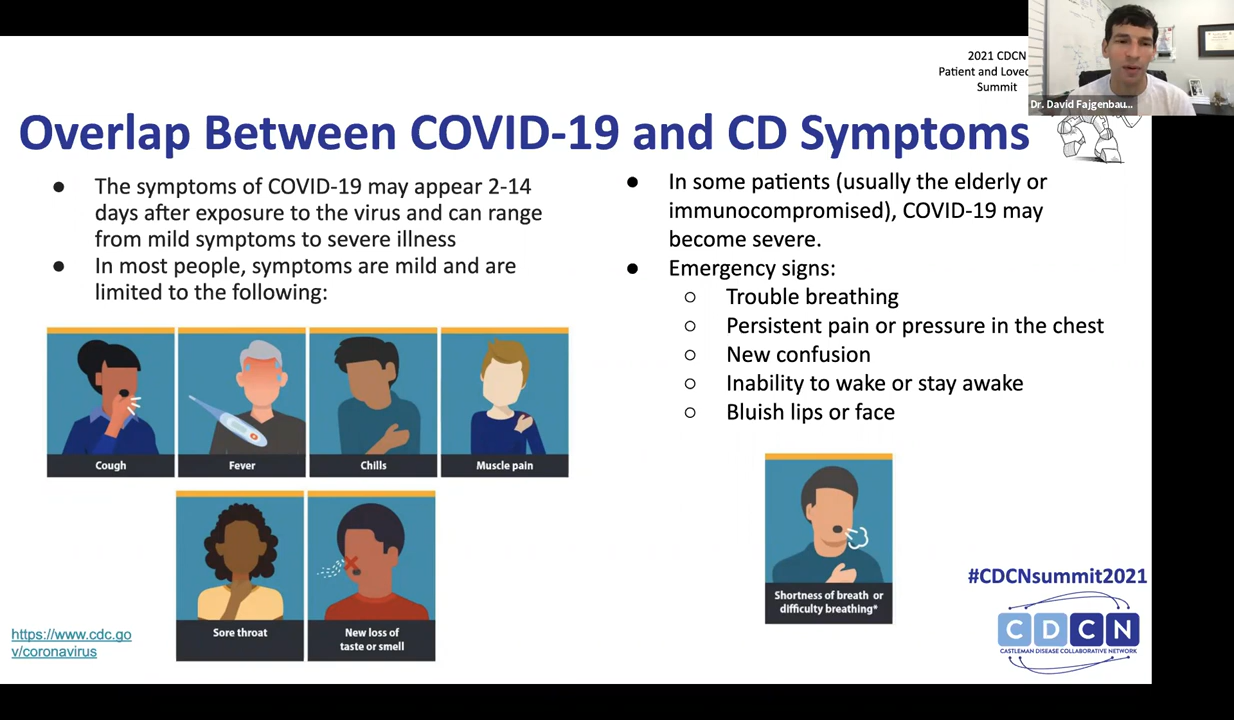 2021 CDCN
Patient and
Summit
Dr. David Fajgenbau...
Overlap Between COVID-19 and CD Symptoms
● The symptoms of COVID-19 may appear 2-14
days after exposure to the virus and can range
from mild symptoms to severe illness
● In most people, symptoms are mild and are
limited to the following:
Cough
Fever
Chills
Muscle pain
Sore throat
New loss of
taste or smell
https://www.cdc.go
v/coronavirus
● In some patients (usually the elderly or
immunocompromised), COVID-19 may
become severe.
● Emergency signs:
○ Trouble breathing
○ Persistent pain or pressure in the chest
○ New confusion
○ Inability to wake or stay awake
○ Bluish lips or face
Shortness of breath or
difficulty breathing*
#CDCNsummit2021
CDCN
CASTLEMAN DISEASE COLLABORATIVE NETWORK